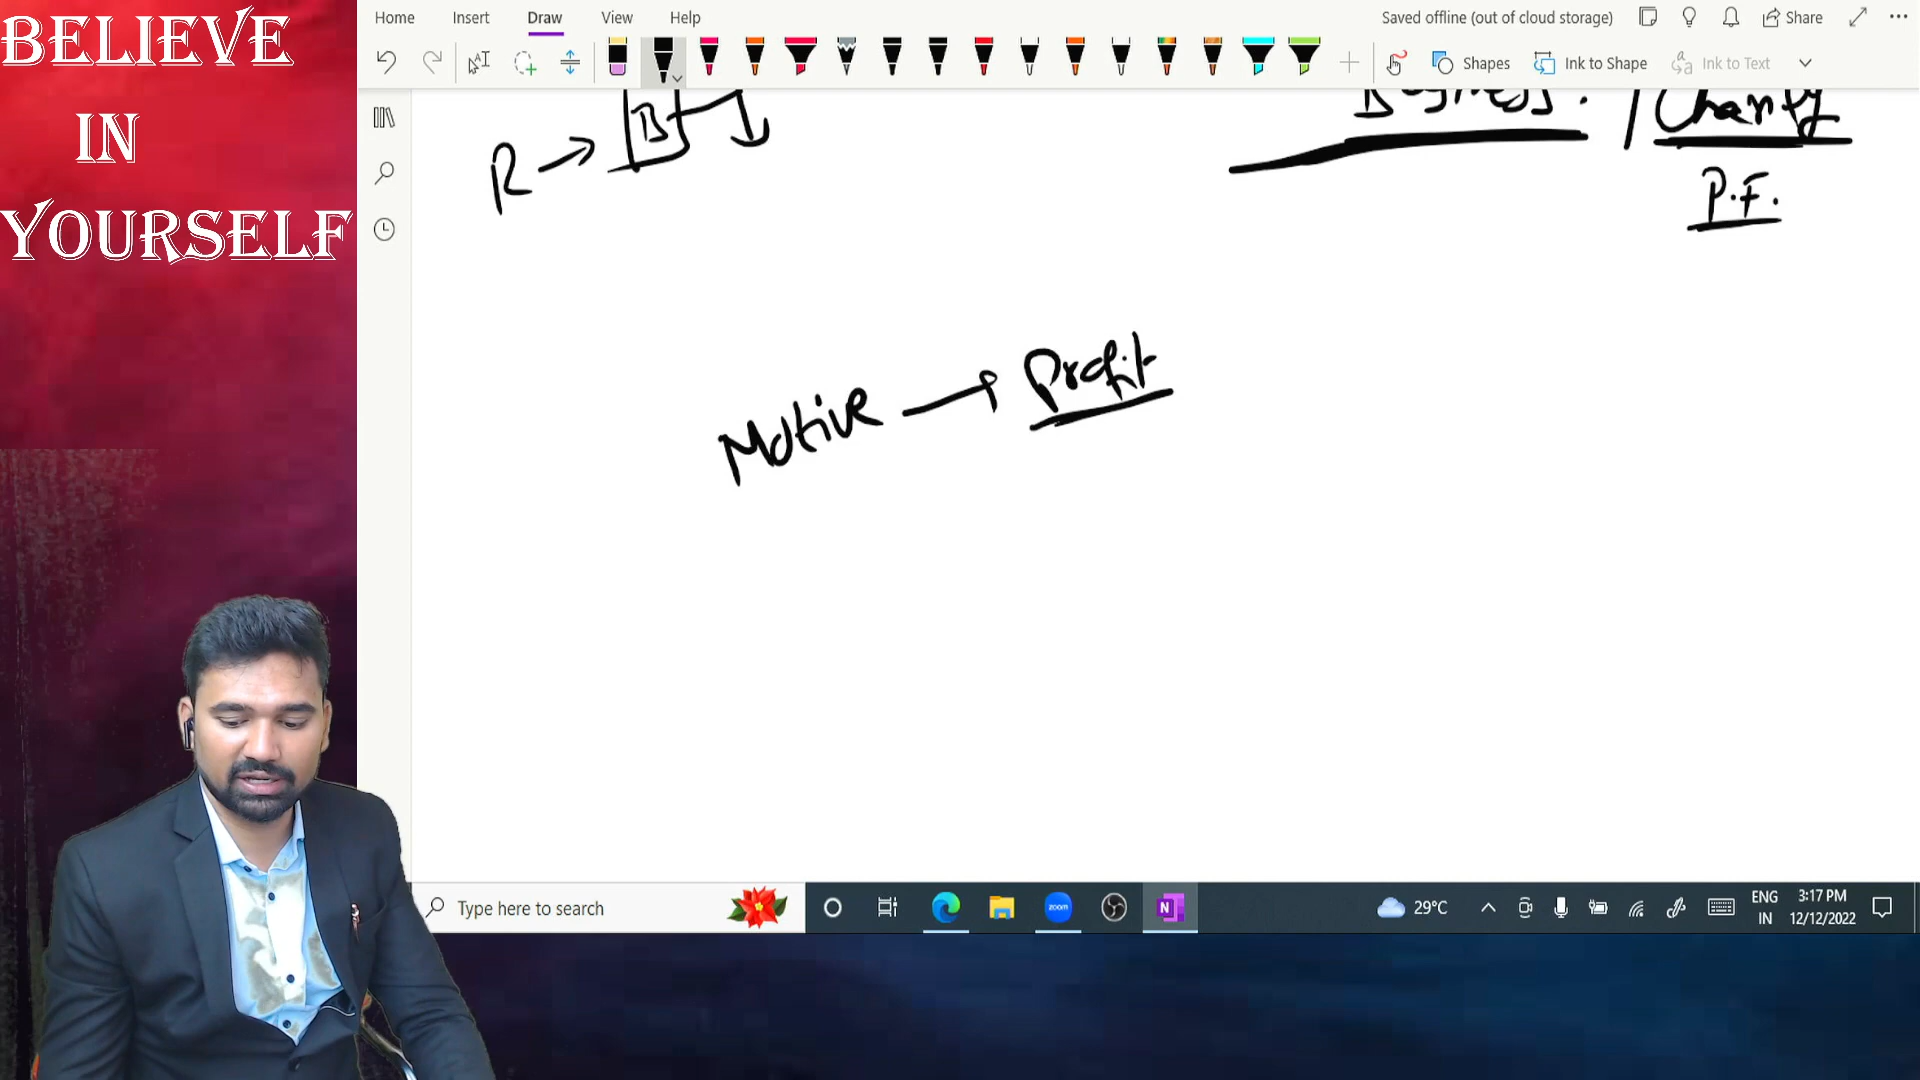 BELIEVE
IN
YOURSELF
Home Insert Draw View Help
Saved offline (out of cloud storage) Share
Shapes Ink to Shape Ink to Text
B
R →
Business. / Charity
P.F.
Motive → Profit
Type here to search
zoom
N
29°C
ENG
IN
3:17 PM
12/12/2022